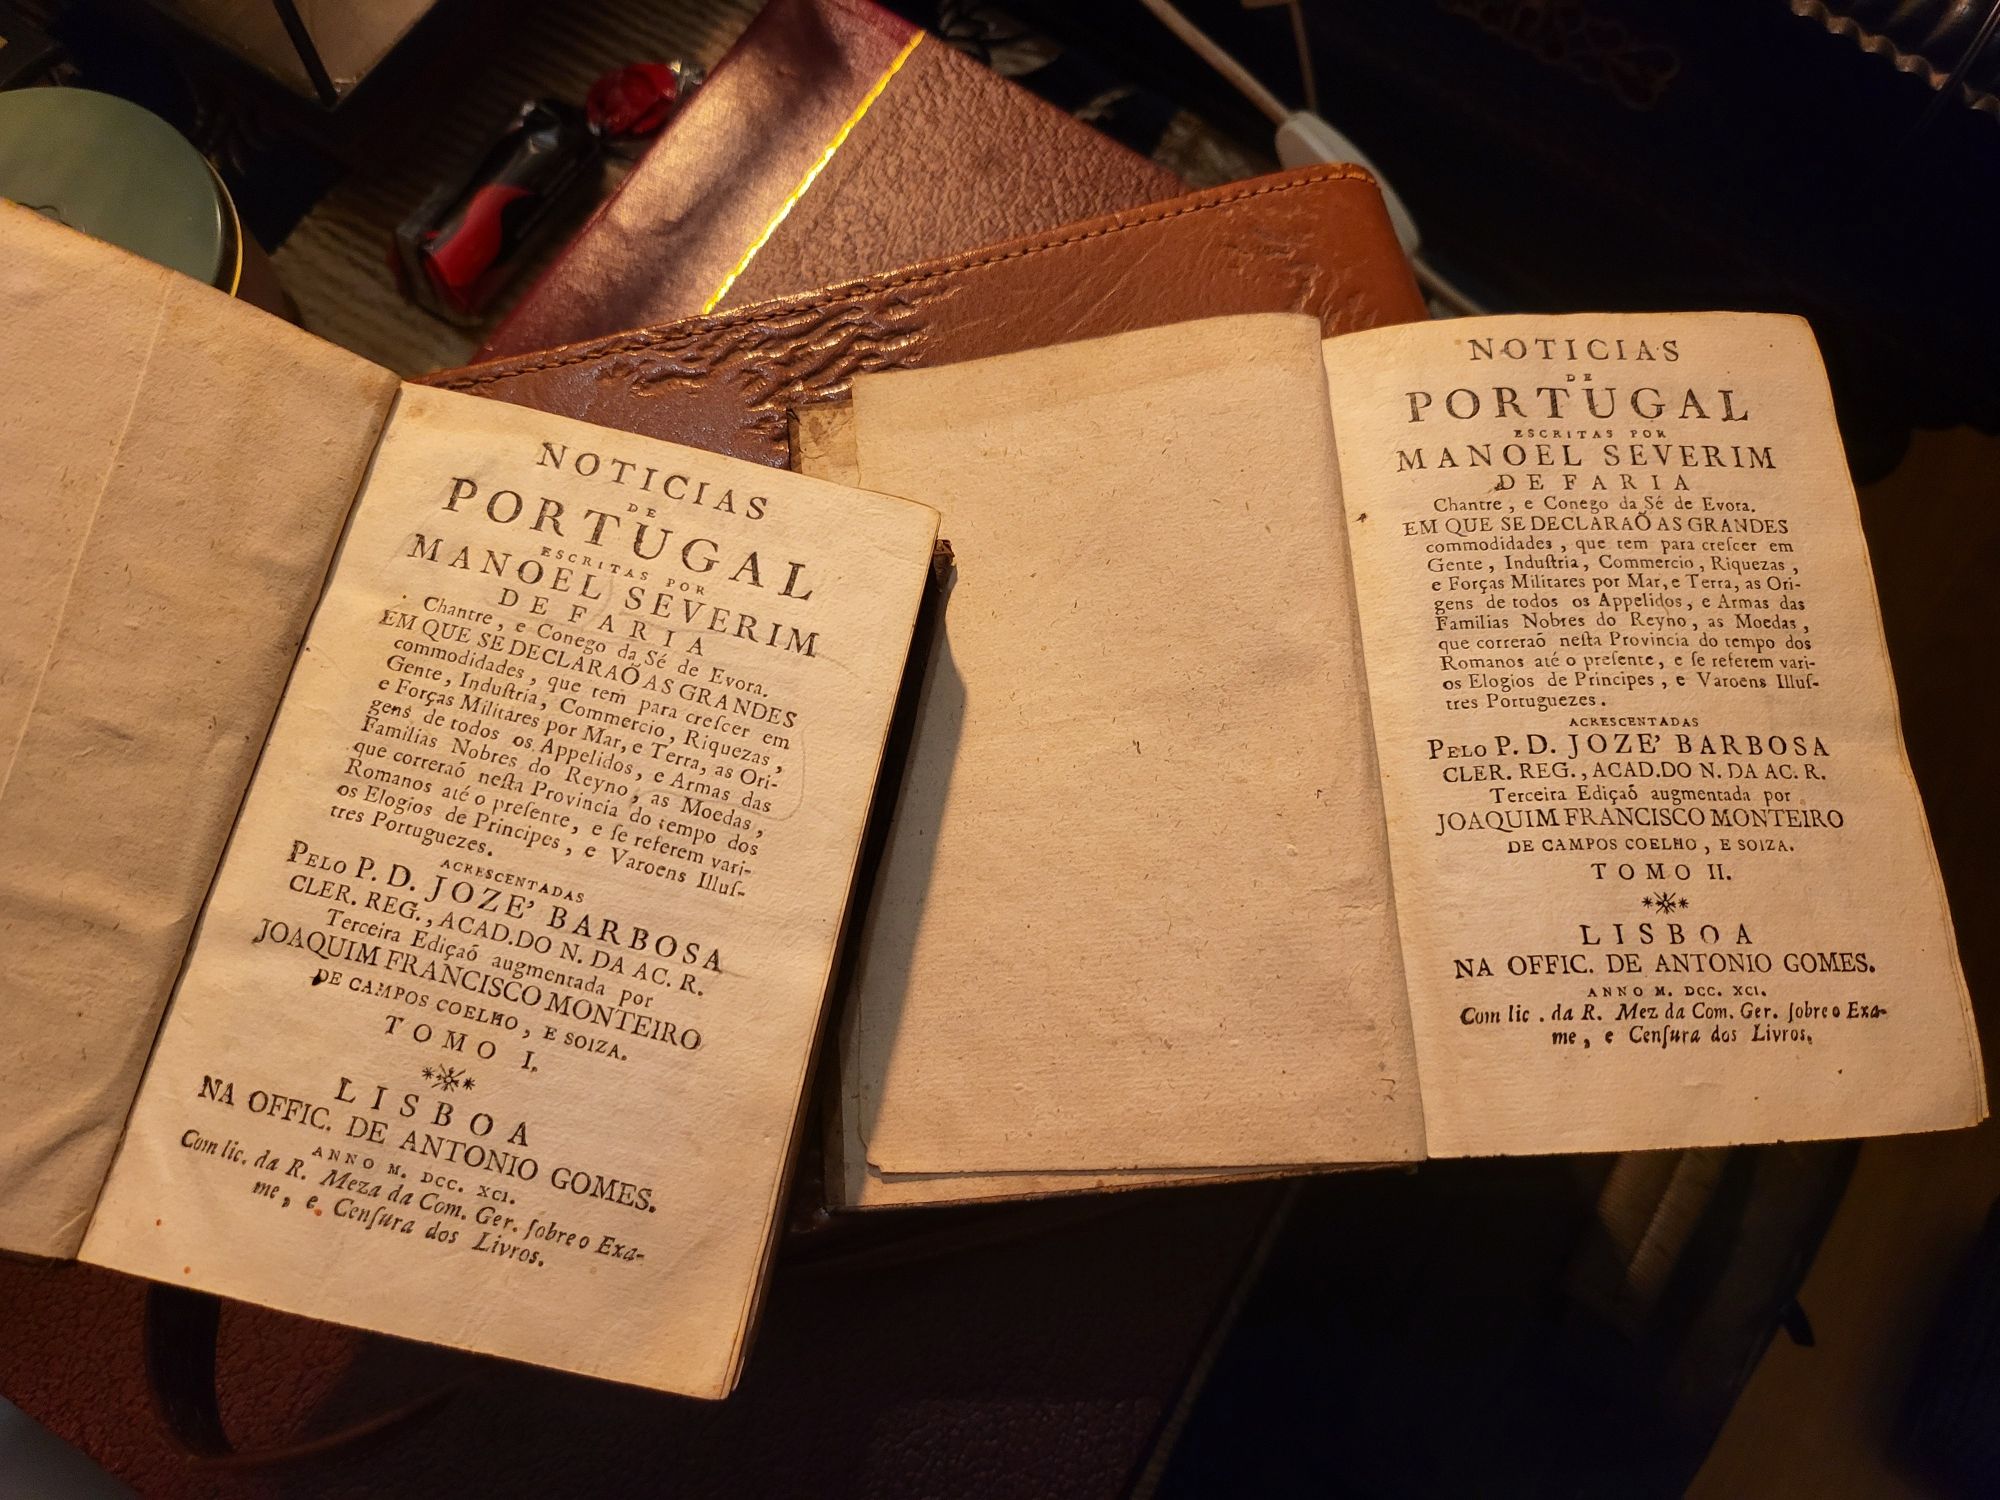 NOTICIAS
DE
PORTUGAL
ESCRITAS POR
MANOEL SEVERIM
DE FARIA
Chantre, e Conego da Sé de Evora.
EM QUE SE DECLARAÕ AS GRANDES
commodidades, que tem para creſcer em
Gente, Induſtria, Commercio, Riquezas,
e Forças Militares por Mar, e Terra, as Ori-
gens de todos os Appelidos, e Armas das
Familias Nobres do Reyno, as Moedas,
que correraõ neſta Provincia do tempo dos
Romanos até o preſente, e ſe referem vari-
os Elogios de Principes, e Varoens Illuſ-
tres Portuguezes.
ACRESCENTADAS
PELO P. D. JOZE' BARBOSA
CLER. REG., ACAD.DO N. DA AC. R.
Terceira Ediçaõ augmentada por
JOAQUIM FRANCISCO MONTEIRO
DE CAMPOS COELHO, E SOIZA.
TOMO I.
LISBOA
NA OFFIC. DE ANTONIO GOMES.
ANNO M. DCC. XCI.
Com lic. da R. Meza da Com. Ger. ſobre o Exa-
me, e Cenſura dos Livros.
NOTICIAS
DE
PORTUGAL
ESCRITAS POR
MANOEL SEVERIM
DE FARIA
Chantre, e Conego da Sé de Evora.
EM QUE SE DECLARAÕ AS GRANDES
commodidades, que tem para creſcer em
Gente, Induſtria, Commercio, Riquezas,
e Forças Militares por Mar, e Terra, as Ori-
gens de todos os Appelidos, e Armas das
Familias Nobres do Reyno, as Moedas,
que correraõ neſta Provincia do tempo dos
Romanos até o preſente, e ſe referem vari-
os Elogios de Principes, e Varoens Illuſ-
tres Portuguezes.
ACRESCENTADAS
PELO P. D. JOZE' BARBOSA
CLER. REG., ACAD.DO N. DA AC. R.
Terceira Ediçaõ augmentada por
JOAQUIM FRANCISCO MONTEIRO
DE CAMPOS COELHO, E SOIZA.
TOMO II.
LISBOA
NA OFFIC. DE ANTONIO GOMES.
ANNO M. DCC. XCI.
Com lic. da R. Mez da Com. Ger. ſobre o Exa-
me, e Cenſura dos Livros.